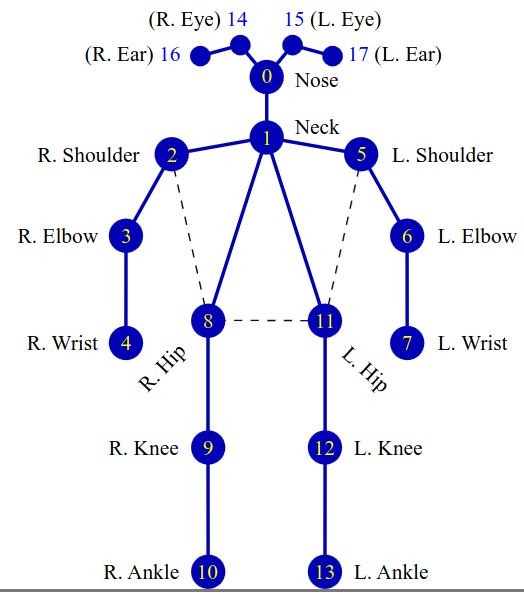 (R. Eye) 14 15 (L. Eye)
(R. Ear) 16 17 (L. Ear)
0 Nose
1 Neck
R. Shoulder 2 5 L. Shoulder
R. Elbow 3 6 L. Elbow
8 11
R. Wrist 4 7 L. Wrist
R. Hip L. Hip
R. Knee 9 12 L. Knee
R. Ankle 10 13 L. Ankle